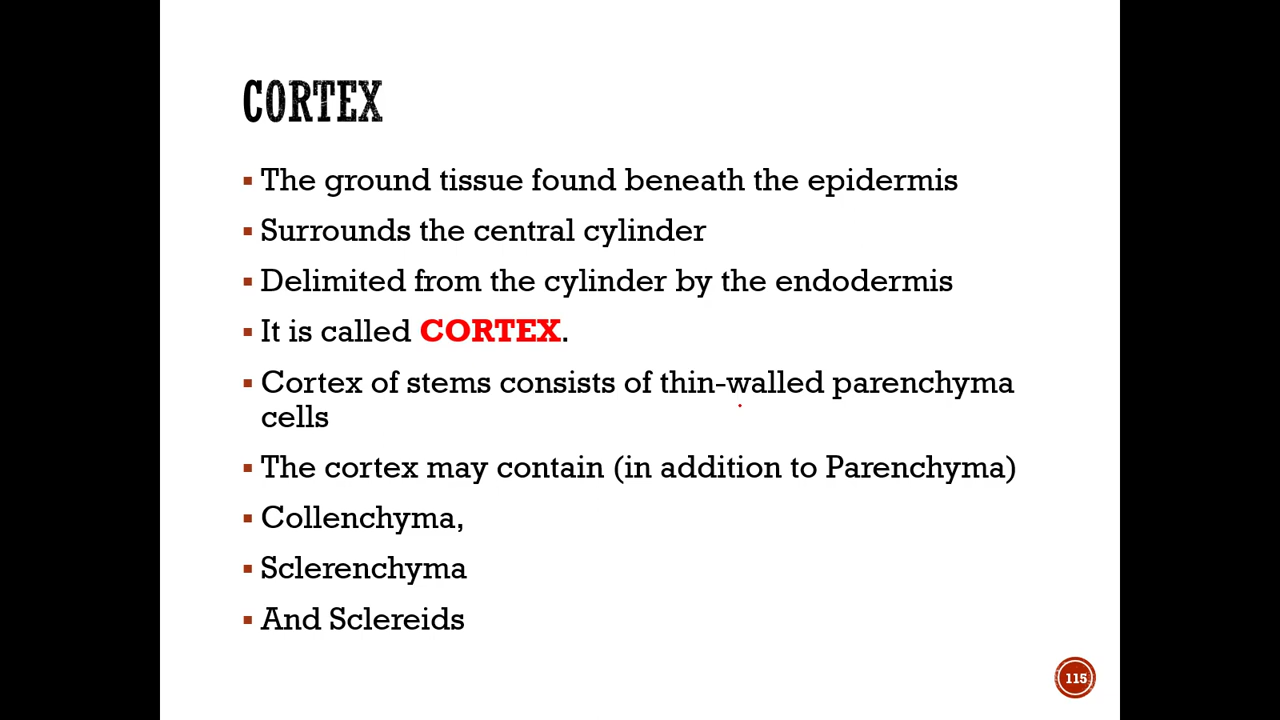 CORTEX
The ground tissue found beneath the epidermis
Surrounds the central cylinder
Delimited from the cylinder by the endodermis
It is called CORTEX.
Cortex of stems consists of thin-walled parenchyma
cells
The cortex may contain (in addition to Parenchyma)
Collenchyma,
Sclerenchyma
And Sclereids
115